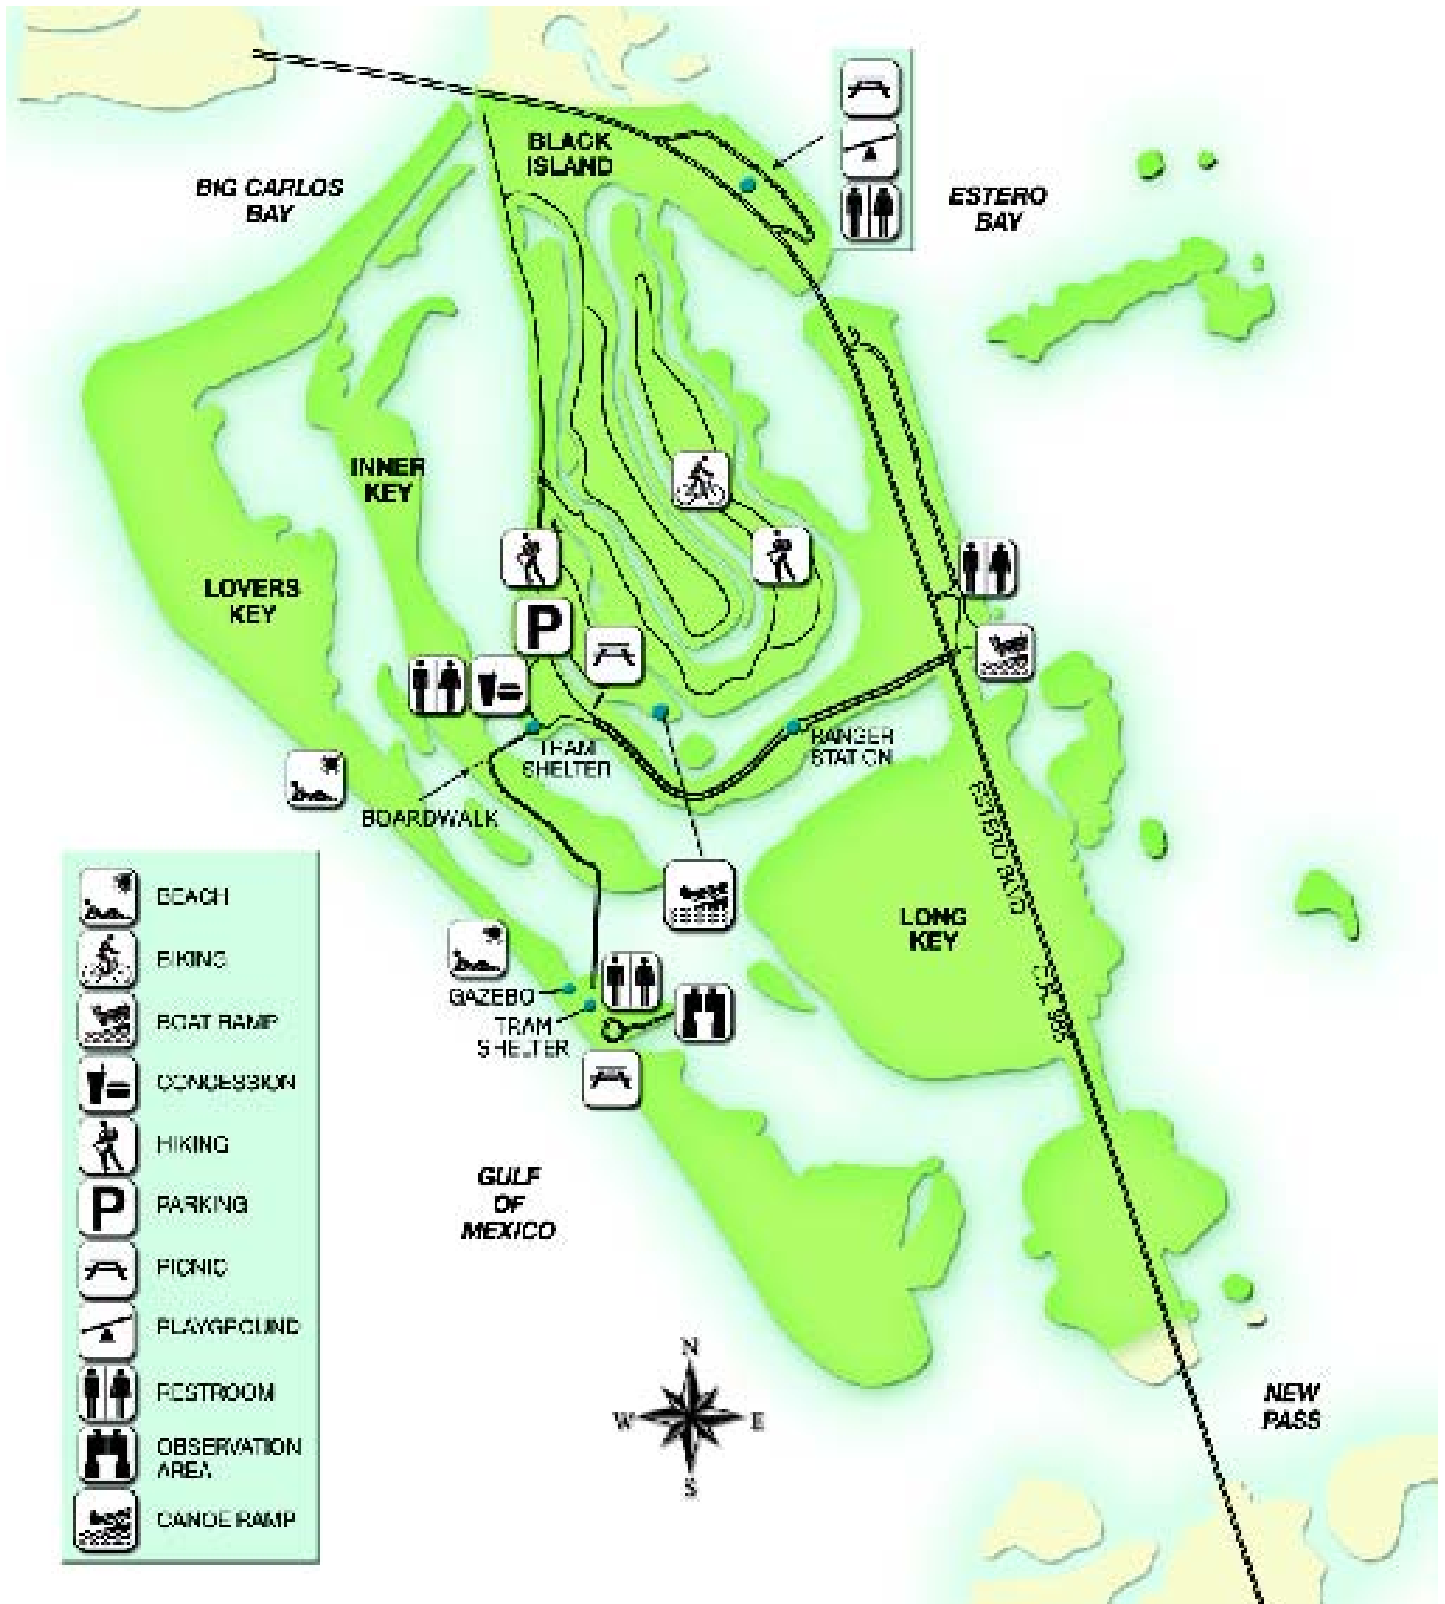 BLACK
ISLAND
BIG CARLOS
BAY
ESTERO
BAY
INNER
KEY
LOVERS
KEY
P
TRAM
SHELTER
RANGER
STATION
BOARDWALK
ESTERO BLVD
LONG
KEY
CR 865
GAZEBO
TRAM
SHELTER
GULF
OF
MEXICO
N
W
E
S
NEW
PASS
BEACH
BIKING
BOAT RAMP
CONCESSION
HIKING
P
PARKING
PICNIC
PLAYGROUND
RESTROOM
OBSERVATION
AREA
CANOE RAMP